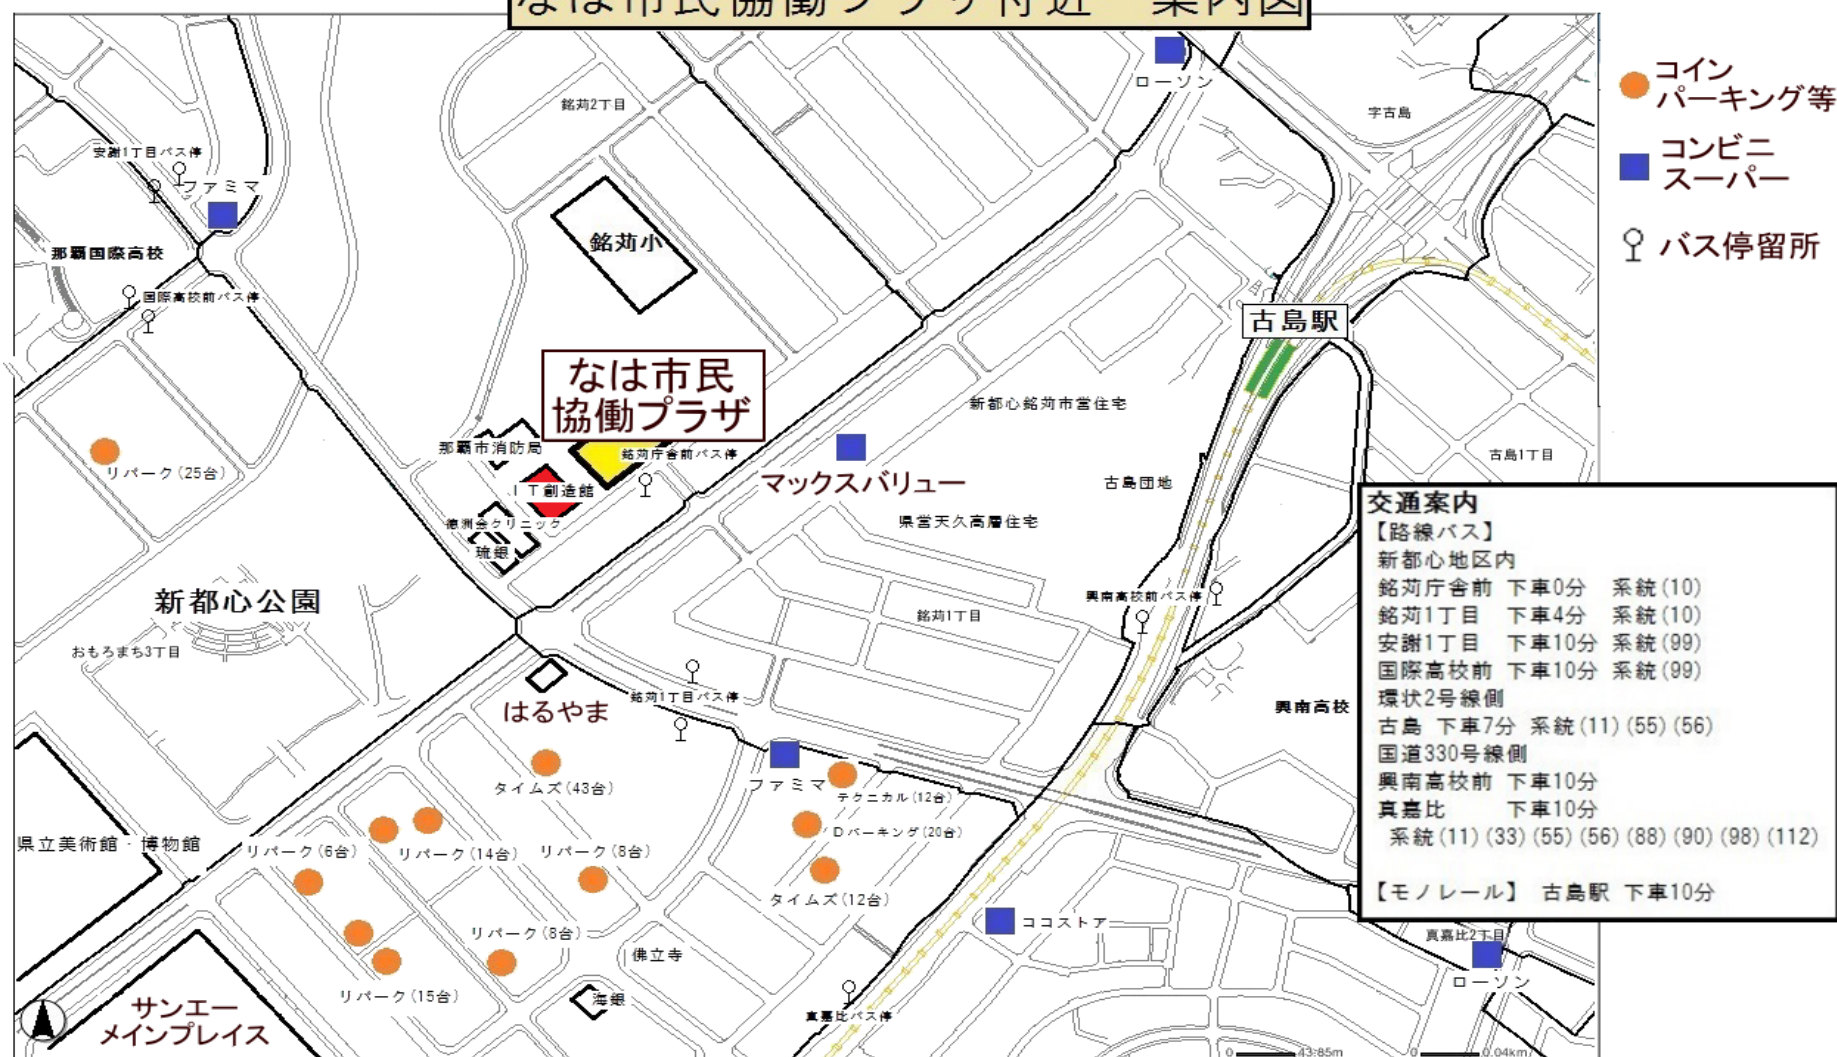 なは市民協働プラザ付近 案内図
コイン
パーキング等
コンビニ
スーパー
バス停留所
ローソン
銘苅2丁目
字古島
安謝1丁目バス停
ファミマ
銘苅小
那覇国際高校
国際高校前バス停
古島駅
なは市民
協働プラザ
新都心銘苅市営住宅
那覇市消防局
銘苅庁舎前バス停
古島1丁目
リパーク(25台)
IT創造館
マックスバリュー
古島団地
徳洲会クリニック
県営天久高層住宅
琉銀
新都心公園
興南高校前バス停
銘苅1丁目
おもろまち3丁目
銘苅1丁目バス停
はるやま
興南高校
交通案内
【路線バス】
新都心地区内
銘苅庁舎前 下車0分 系統(10)
銘苅1丁目 下車4分 系統(10)
安謝1丁目 下車10分 系統(99)
国際高校前 下車10分 系統(99)
環状2号線側
古島 下車7分 系統(11)(55)(56)
国道330号線側
興南高校前 下車10分
真嘉比 下車10分
系統(11)(33)(55)(56)(88)(90)(98)(112)
【モノレール】 古島駅 下車10分
タイムズ(43台)
ファミマ
テクニカル(12台)
Dパーキング(20台)
県立美術館・博物館
リパーク(6台)
リパーク(14台)
リパーク(8台)
タイムズ(12台)
ココストア
リパーク(8台)
佛立寺
真嘉比2丁目
ローソン
リパーク(15台)
海銀
サンエー
メインプレイス
真嘉比バス停
0 43.85m
0 0.04km